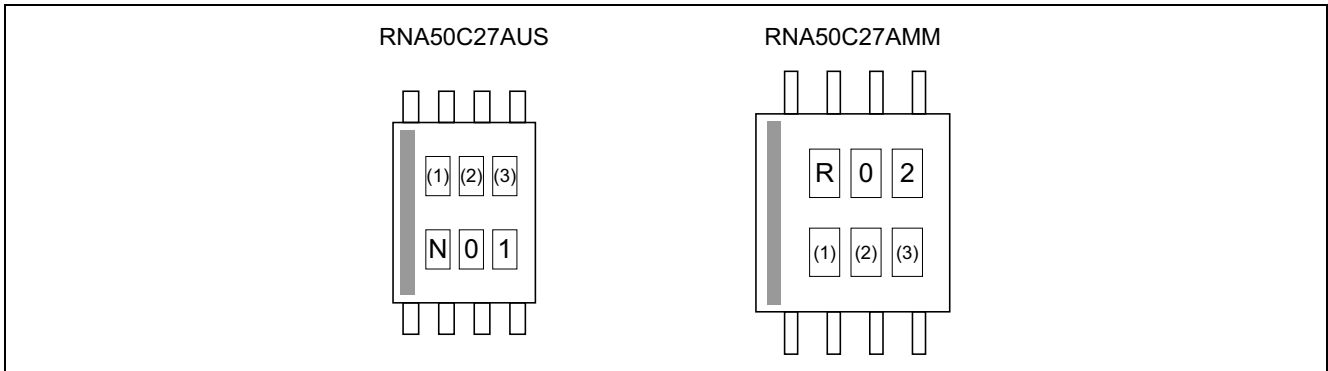 RNA50C27AUS
(1) (2) (3)
N 0 1
RNA50C27AMM
R 0 2
(1) (2) (3)